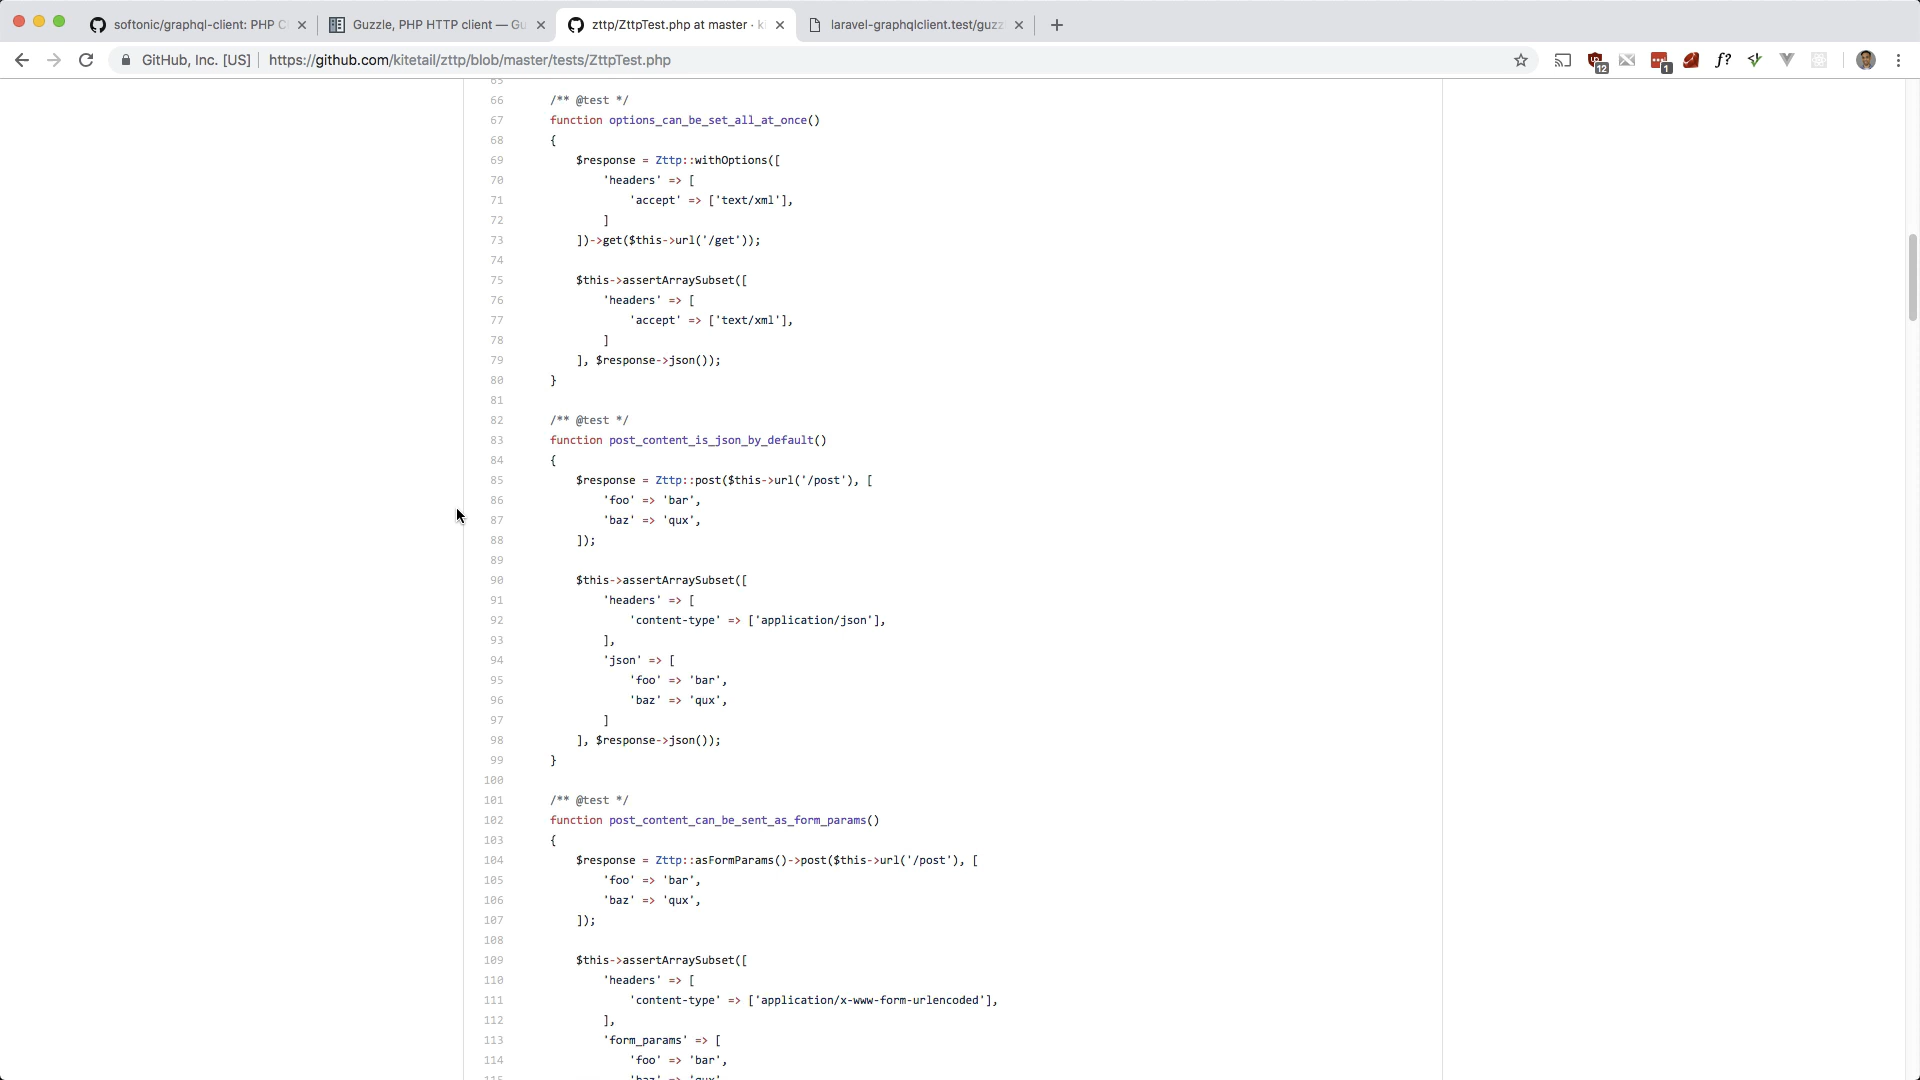 softonic/graphql-client: PHP C
Guzzle, PHP HTTP client — Gu
zttp/ZttpTest.php at master · k
laravel-graphqlclient.test/guzz
GitHub, Inc. [US] https://github.com/kitetail/zttp/blob/master/tests/ZttpTest.php
12
1
f?
65
66 /** @test */
67 function options_can_be_set_all_at_once()
68 {
69 $response = Zttp::withOptions([
70 'headers' => [
71 'accept' => ['text/xml'],
72 ]
73 ])->get($this->url('/get'));
74
75 $this->assertArraySubset([
76 'headers' => [
77 'accept' => ['text/xml'],
78 ]
79 ], $response->json());
80 }
81
82 /** @test */
83 function post_content_is_json_by_default()
84 {
85 $response = Zttp::post($this->url('/post'), [
86 'foo' => 'bar',
87 'baz' => 'qux',
88 ]);
89
90 $this->assertArraySubset([
91 'headers' => [
92 'content-type' => ['application/json'],
93 ],
94 'json' => [
95 'foo' => 'bar',
96 'baz' => 'qux',
97 ]
98 ], $response->json());
99 }
100
101 /** @test */
102 function post_content_can_be_sent_as_form_params()
103 {
104 $response = Zttp::asFormParams()->post($this->url('/post'), [
105 'foo' => 'bar',
106 'baz' => 'qux',
107 ]);
108
109 $this->assertArraySubset([
110 'headers' => [
111 'content-type' => ['application/x-www-form-urlencoded'],
112 ],
113 'form_params' => [
114 'foo' => 'bar',
115 'baz' => 'qux',